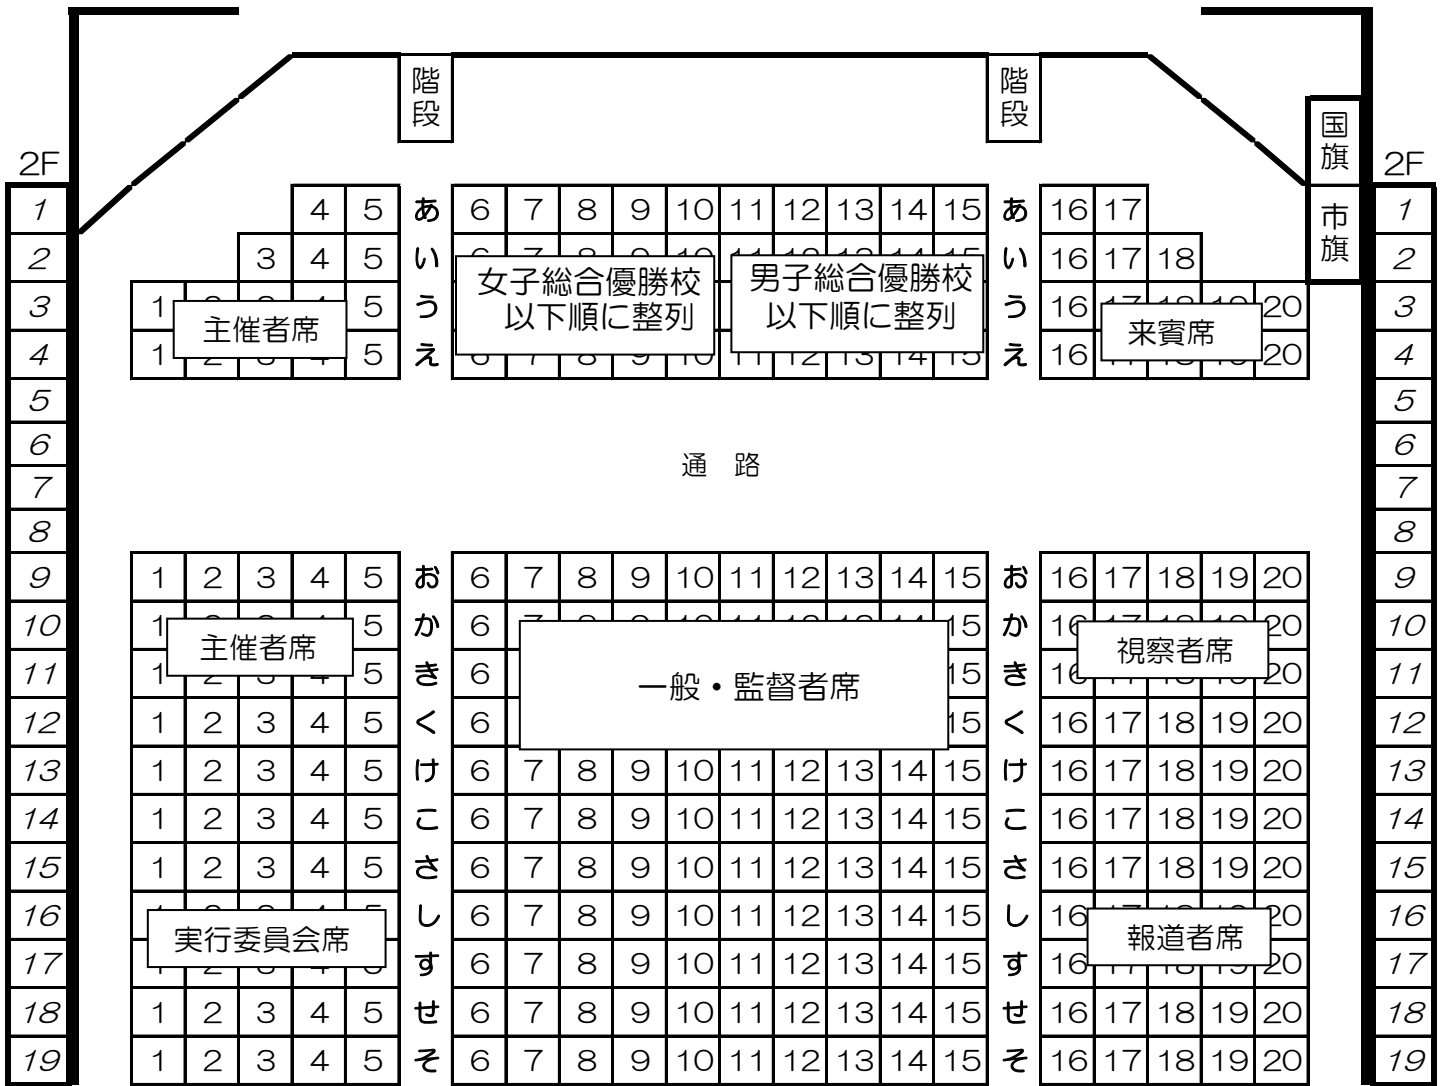 階段 階段
国旗
2F 2F
1 4 5 あ 6 7 8 9 10 11 12 13 14 15 あ 16 17 1
市旗
2 3 4 5 い い 16 17 18 2
女子総合優勝校 男子総合優勝校
以下順に整列 以下順に整列
3 1 5 う う 16 20 3
主催者席 来賓席
4 1 5 え え 16 20 4
5 5
6 6
通路
7 7
8 8
9 1 2 3 4 5 お 6 7 8 9 10 11 12 13 14 15 お 16 17 18 19 20 9
10 1 5 か 6 15 か 16 20 10
主催者席 視察者席
11 1 5 き 6 15 き 16 20 11
一般・監督者席
12 1 2 3 4 5 く 6 15 く 16 17 18 19 20 12
13 1 2 3 4 5 け 6 7 8 9 10 11 12 13 14 15 け 16 17 18 19 20 13
14 1 2 3 4 5 こ 6 7 8 9 10 11 12 13 14 15 こ 16 17 18 19 20 14
15 1 2 3 4 5 さ 6 7 8 9 10 11 12 13 14 15 さ 16 17 18 19 20 15
16 し 6 7 8 9 10 11 12 13 14 15 し 16 20 16
実行委員会席 報道者席
17 す 6 7 8 9 10 11 12 13 14 15 す 16 20 17
18 1 2 3 4 5 せ 6 7 8 9 10 11 12 13 14 15 せ 16 17 18 19 20 18
19 1 2 3 4 5 そ 6 7 8 9 10 11 12 13 14 15 そ 16 17 18 19 20 19